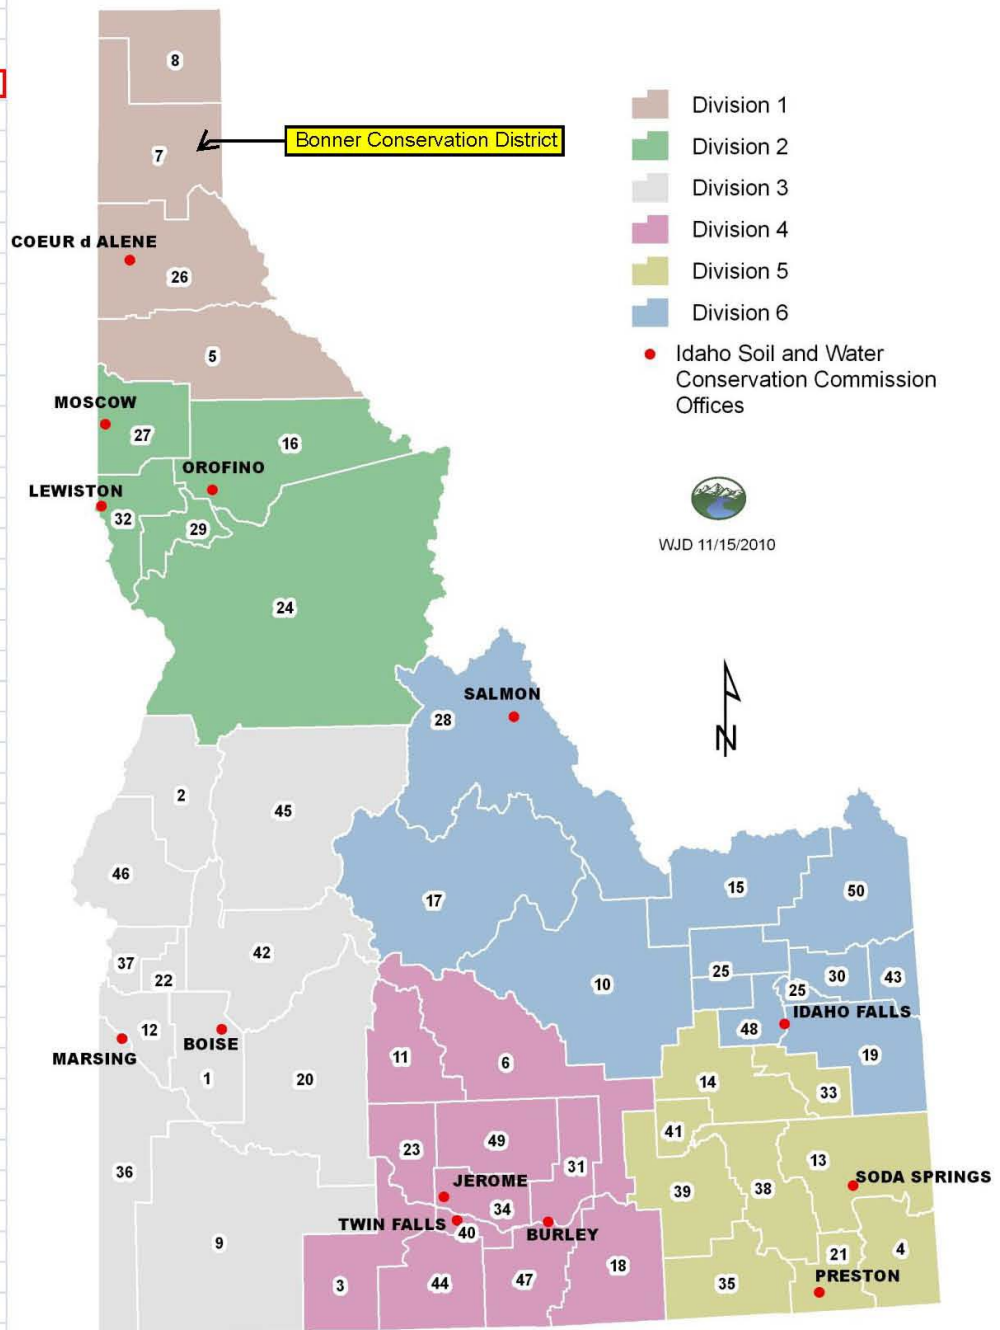 8
Bonner Conservation District
7
COEUR d ALENE
26
5
MOSCOW
27
16
OROFINO
LEWISTON
32
29
24
Division 1
Division 2
Division 3
Division 4
Division 5
Division 6
Idaho Soil and Water
Conservation Commission
Offices
WJD 11/15/2010
N
SALMON
28
2
45
46
17
15
50
37
22
42
10
25
25
30
43
12
MARSING
BOISE
1
20
11
6
48
IDAHO FALLS
19
14
33
36
9
23
49
31
41
13
SODA SPRINGS
39
38
JEROME
34
TWIN FALLS
40
BURLEY
3
44
47
18
35
21
4
PRESTON